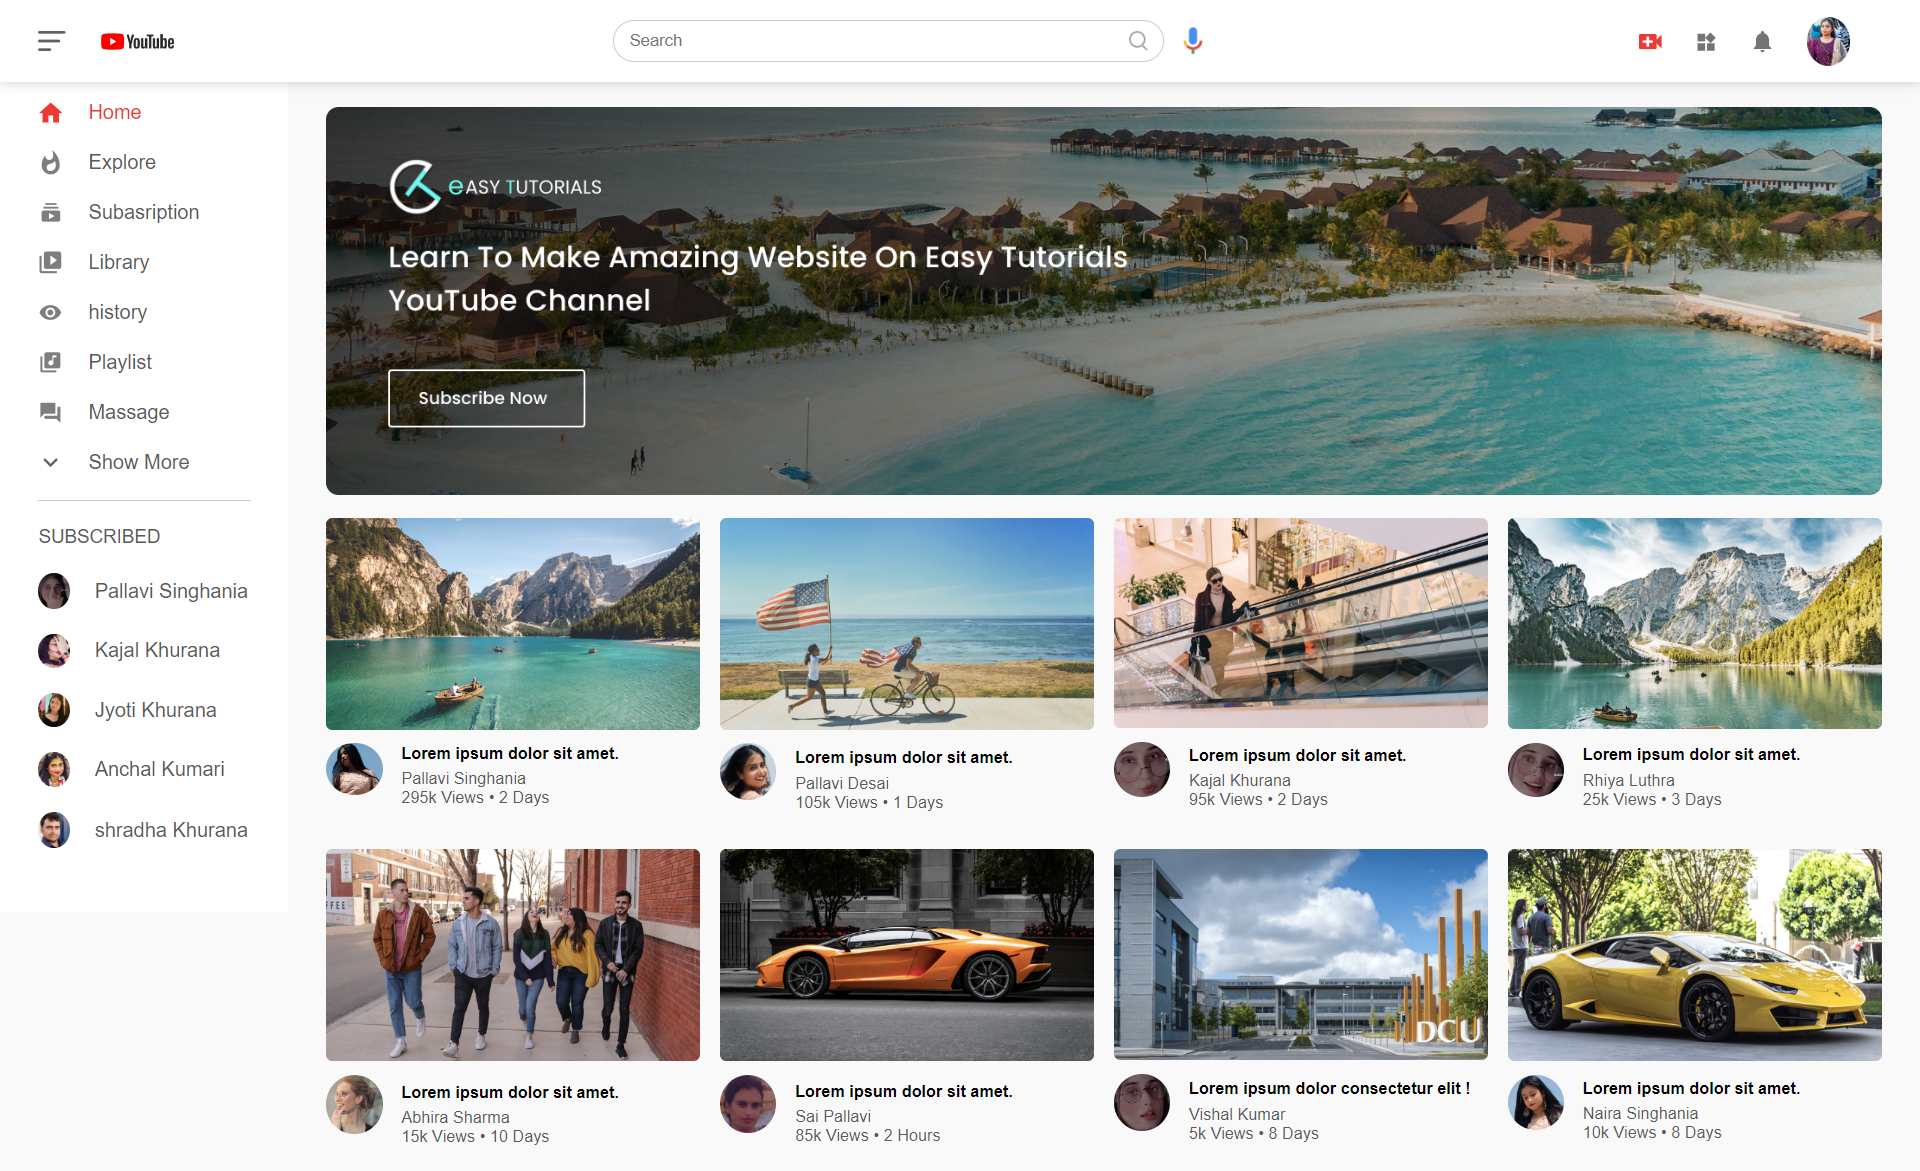 YouTube
Search
Home
Explore
Subasription
Library
history
Playlist
Massage
Show More
SUBSCRIBED
Pallavi Singhania
Kajal Khurana
Jyoti Khurana
Anchal Kumari
shradha Khurana
eASY TUTORIALS
Learn To Make Amazing Website On Easy Tutorials
YouTube Channel
Subscribe Now
Lorem ipsum dolor sit amet.
Pallavi Singhania
295k Views • 2 Days
Lorem ipsum dolor sit amet.
Pallavi Desai
105k Views • 1 Days
Lorem ipsum dolor sit amet.
Kajal Khurana
95k Views • 2 Days
Lorem ipsum dolor sit amet.
Rhiya Luthra
25k Views • 3 Days
FFEE
DCU
Lorem ipsum dolor sit amet.
Abhira Sharma
15k Views • 10 Days
Lorem ipsum dolor sit amet.
Sai Pallavi
85k Views • 2 Hours
Lorem ipsum dolor consectetur elit !
Vishal Kumar
5k Views • 8 Days
Lorem ipsum dolor sit amet.
Naira Singhania
10k Views • 8 Days